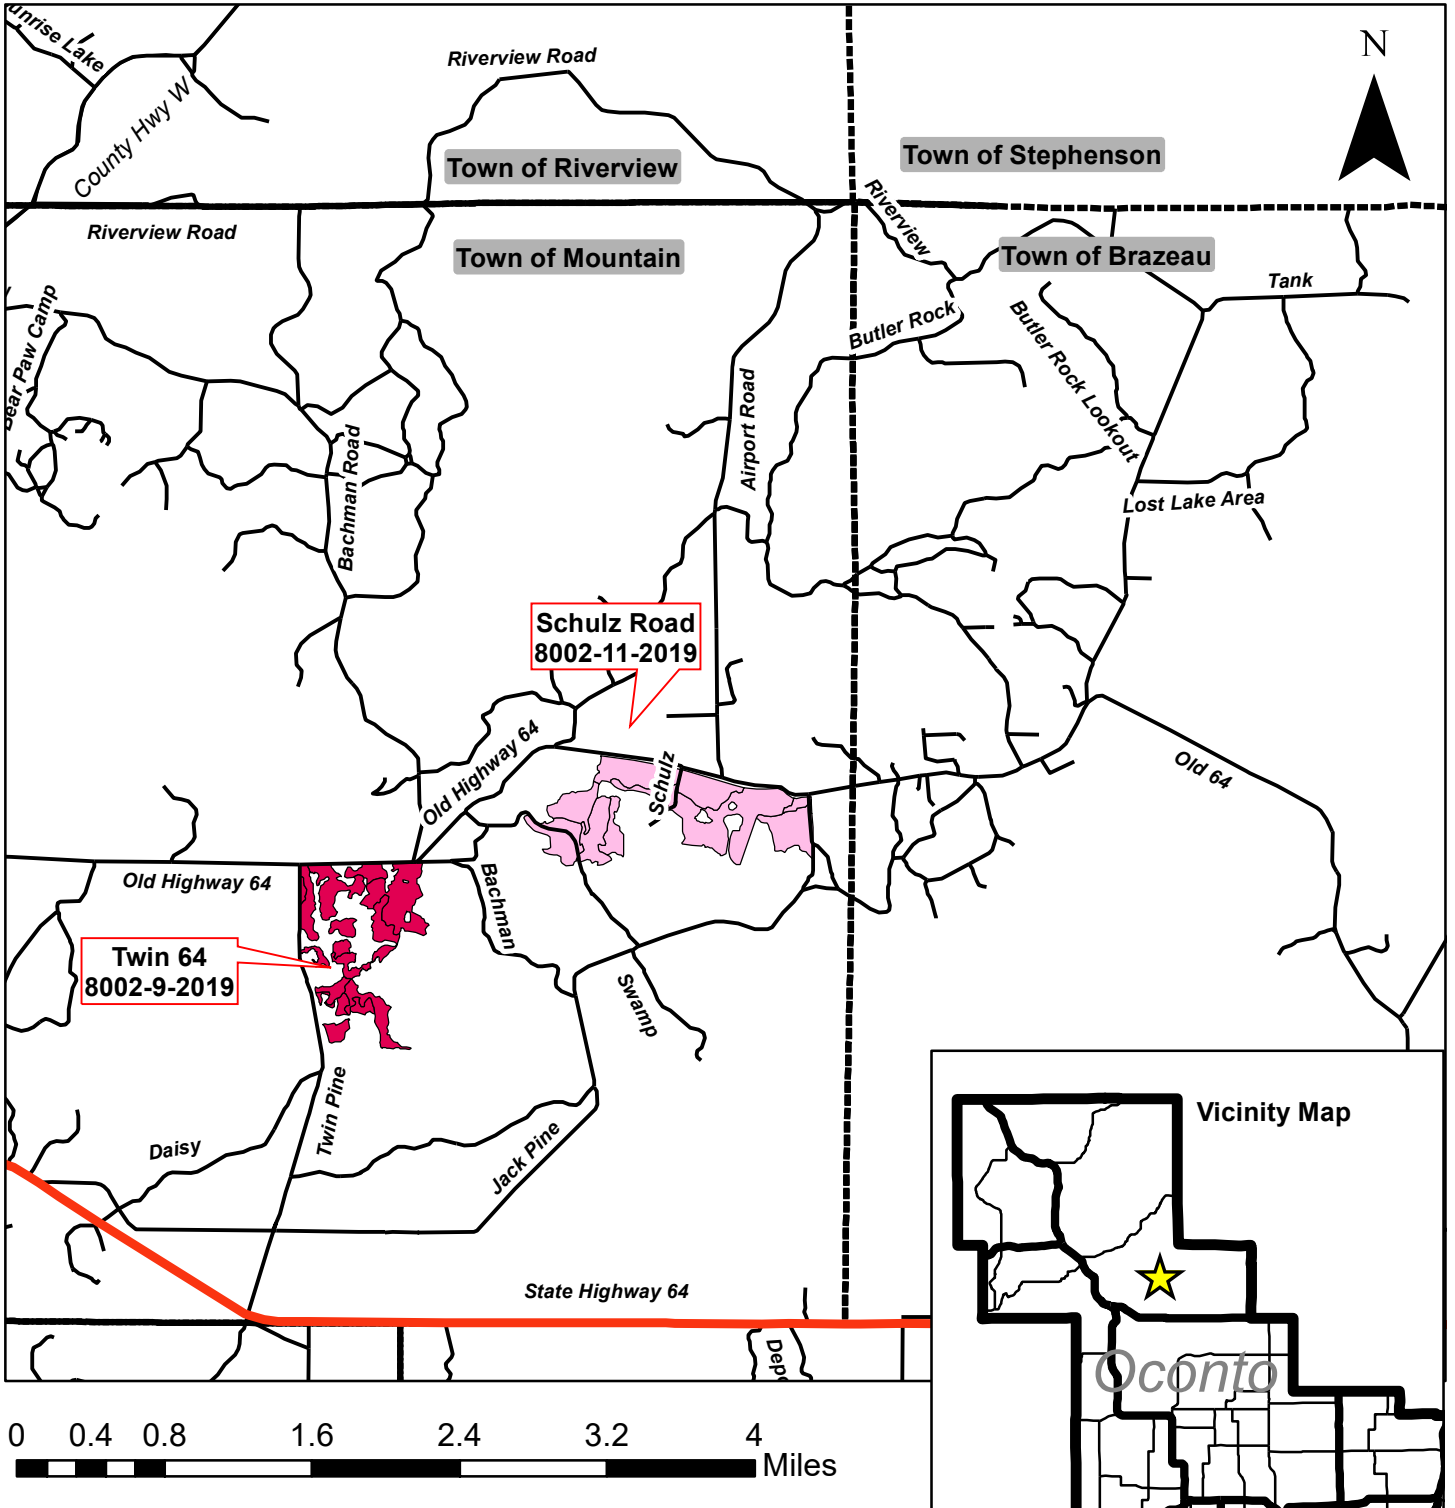 unrise Lake
County Hwy W
Riverview Road
N
Town of Riverview
Town of Stephenson
Riverview
Riverview Road
Town of Mountain
Town of Brazeau
Tank
Bear Paw Camp
Butler Rock
Butler Rock Lookout
Airport Road
Bachman Road
Lost Lake Area
Schulz Road
8002-11-2019
Old Highway 64
Schulz
Old 64
Old Highway 64
Bachman
Twin 64
8002-9-2019
Swamp
Twin Pine
Daisy
Jack Pine
Vicinity Map
State Highway 64
Depo
Oconto
0 0.4 0.8 1.6 2.4 3.2 4
Miles